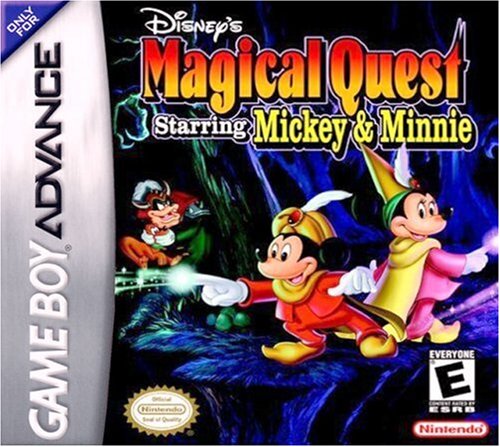 ONLY
FOR
GAME BOY ADVANCE
Disney's
Magical Quest
Starring Mickey & Minnie
Official
Nintendo
Seal of Quality
EVERYONE
E
CONTENT RATED BY
ESRB
Nintendo